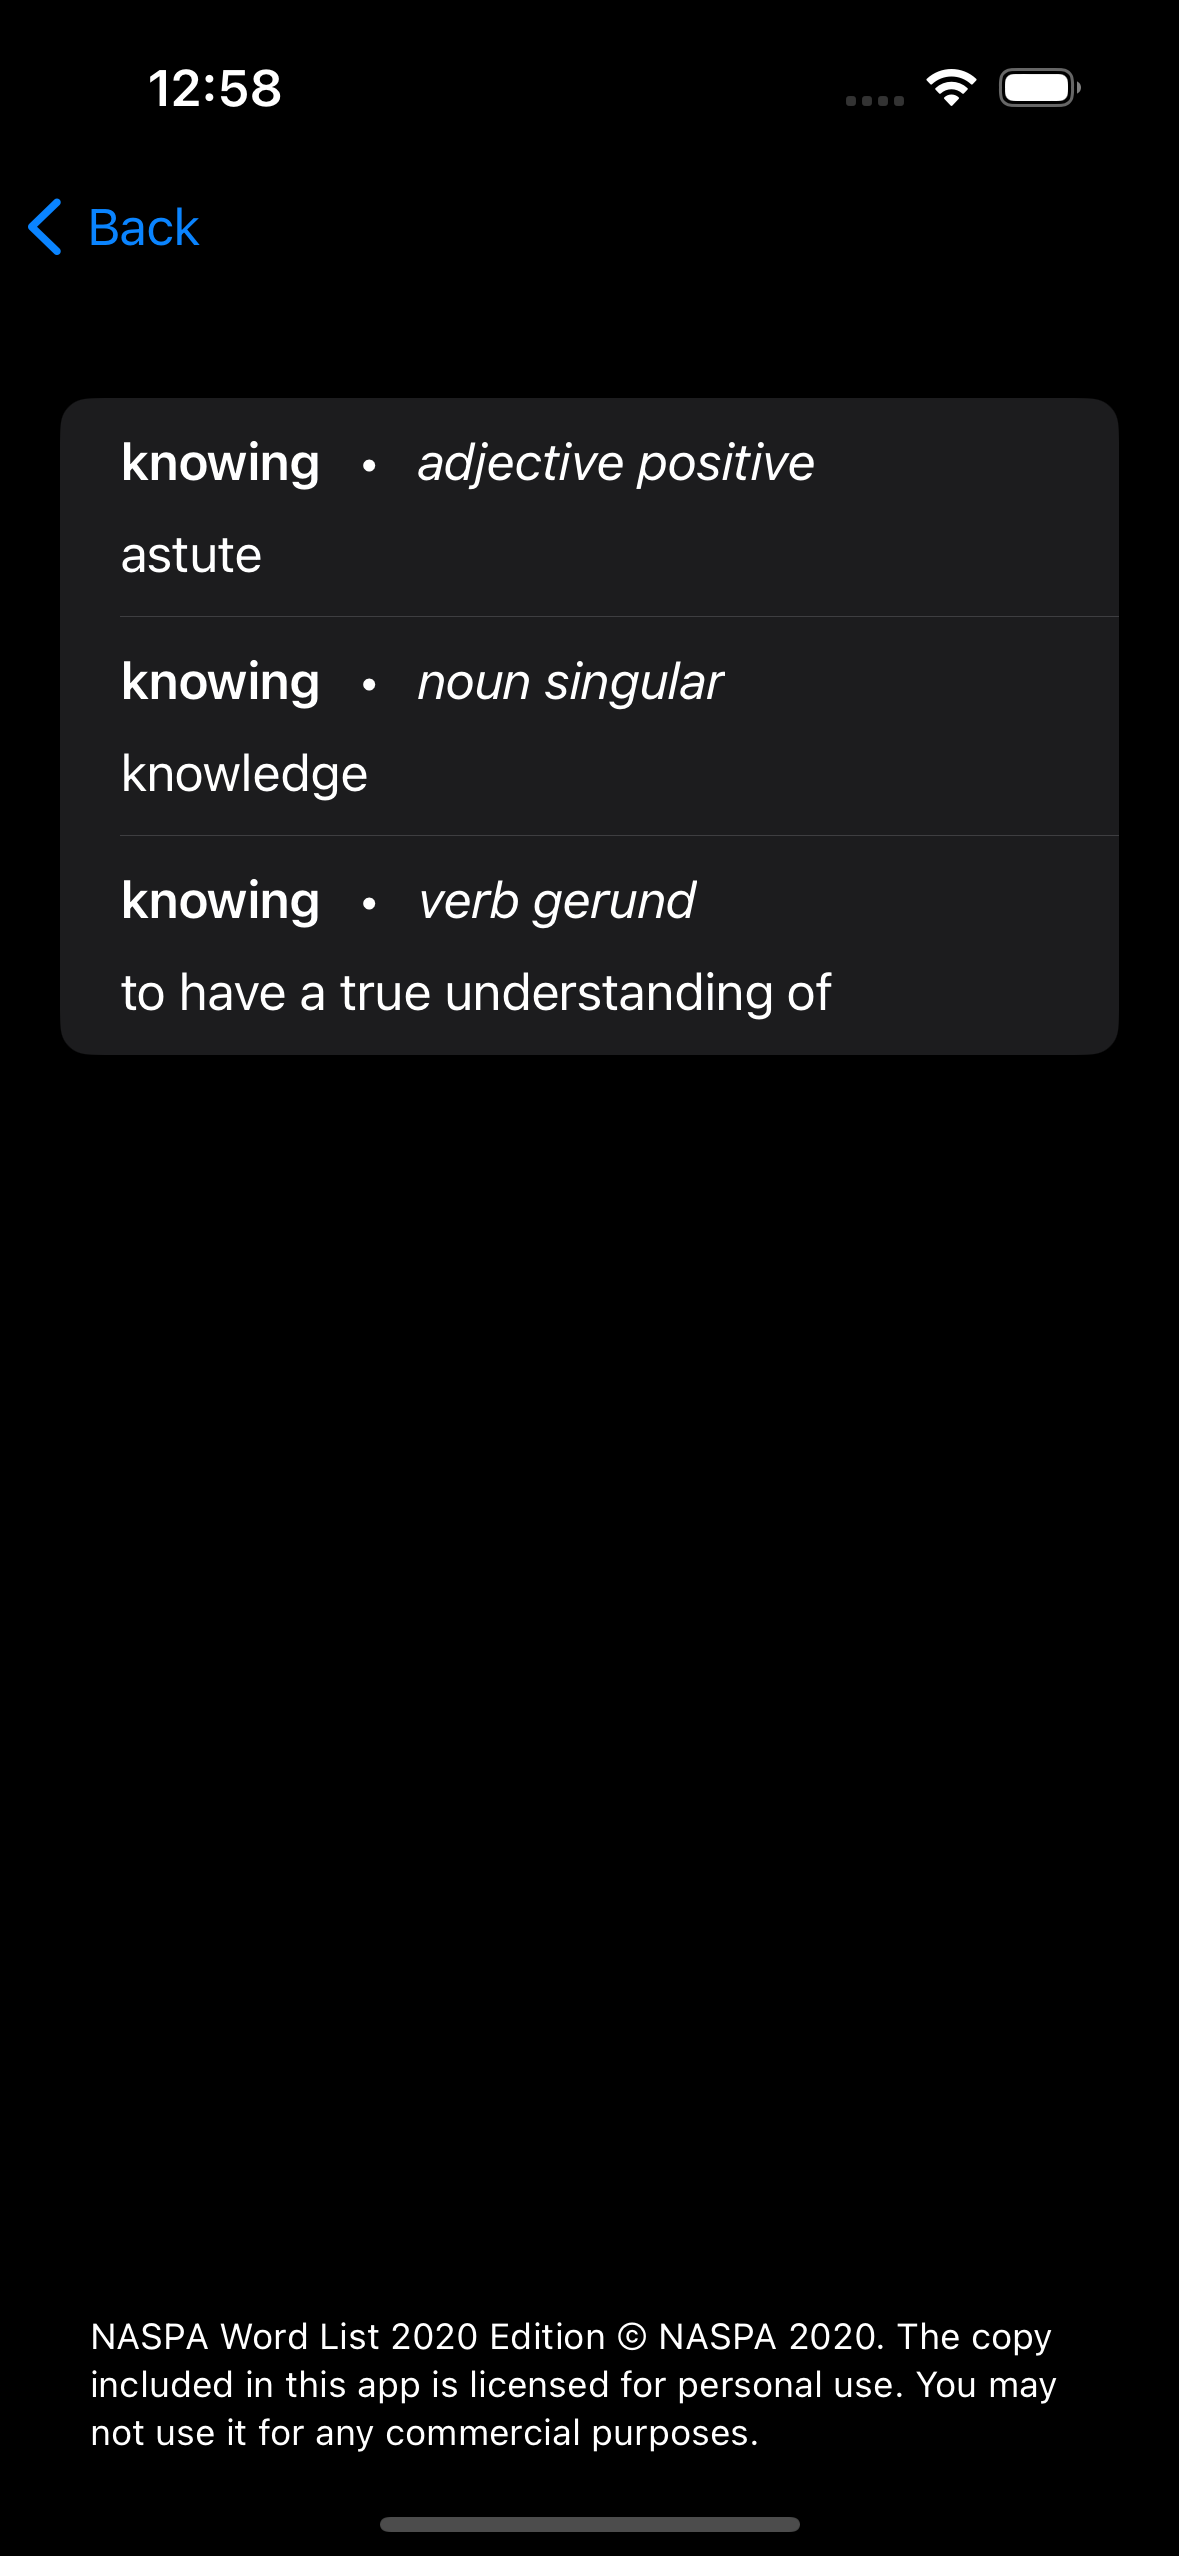 12:58
Back
knowing • adjective positive
astute
knowing • noun singular
knowledge
knowing • verb gerund
to have a true understanding of
NASPA Word List 2020 Edition © NASPA 2020. The copy
included in this app is licensed for personal use. You may
not use it for any commercial purposes.